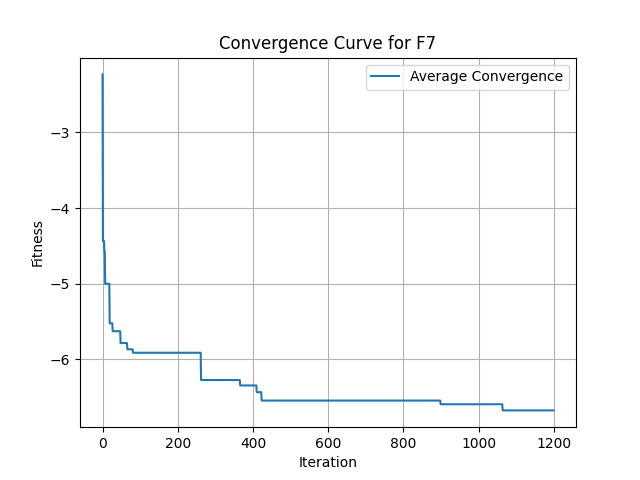 Convergence Curve for F7
Average Convergence
Fitness
−3
−4
−5
−6
0 200 400 600 800 1000 1200
Iteration